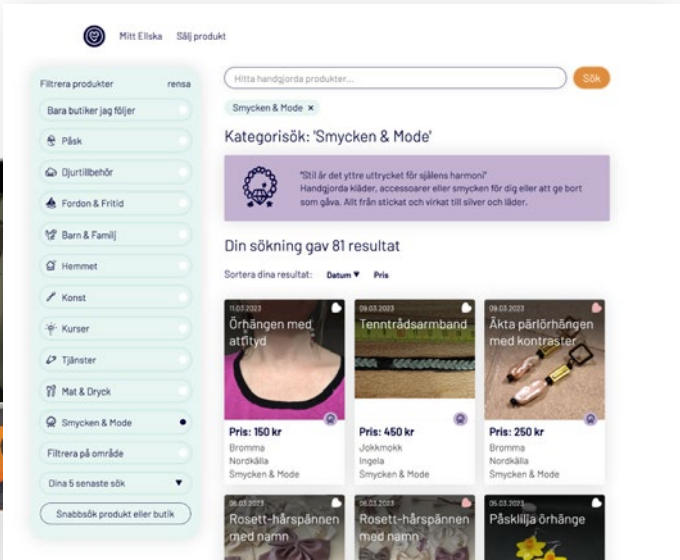 Mitt Ellska Sälj produkt
Filtrera produkter rensa
Bara butiker jag följer
Påsk
Djurtillbehör
Fordon & Fritid
Barn & Familj
Hemmet
Konst
Kurser
Tjänster
Mat & Dryck
Smycken & Mode
Filtrera på område
Dina 5 senaste sök ▼
Snabbsök produkt eller butik
Hitta handgjorda produkter... Sök
Smycken & Mode ×
Kategorisök: 'Smycken & Mode'
"Stil är det yttre uttrycket för själens harmoni"
Handgjorda kläder, accessoarer eller smycken för dig eller att ge bort
som gåva. Allt från stickat och virkat till silver och läder.
Din sökning gav 81 resultat
Sortera dina resultat: Datum ▼ Pris
11.03.2023
Örhängen med
attityd
Pris: 150 kr
Bromma
Nordkälla
Smycken & Mode
09.03.2023
Tenntrådsarmband
Pris: 450 kr
Jokkmokk
Ingela
Smycken & Mode
09.03.2023
Äkta pärlörhängen
med kontraster
Pris: 250 kr
Bromma
Nordkälla
Smycken & Mode
06.03.2023
Rosett-hårspännen
med namn
06.03.2023
Rosett-hårspännen
med namn
05.03.2023
Påsklilja örhänge